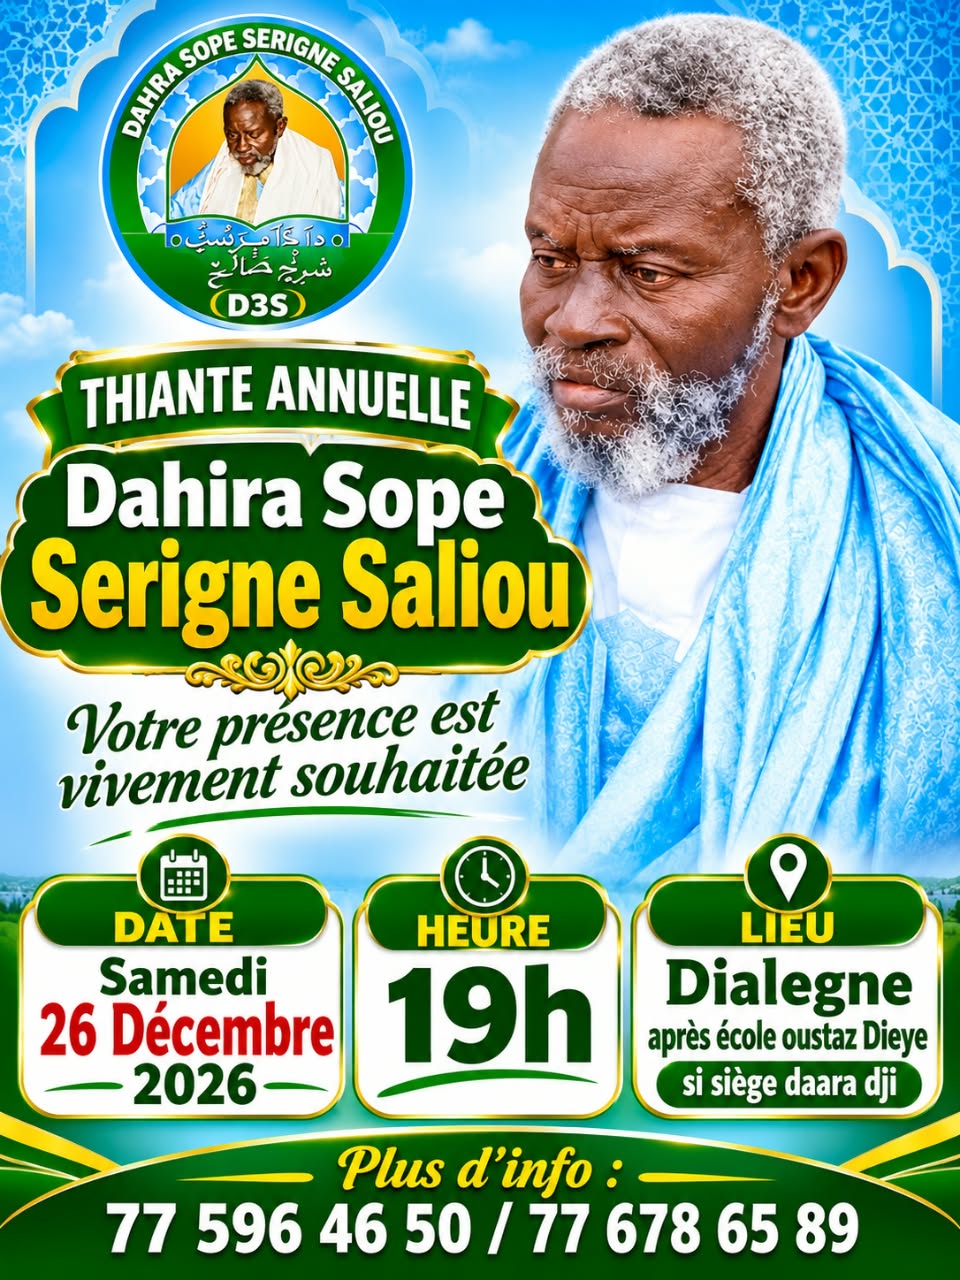 DAHRA SOPE SERIGNE SALIOU
(D3S)
THIANTE ANNUELLE
Dahira Sope
Serigne Saliou
Votre présence est
vivement souhaitée
DATE
Samedi
26 Décembre
2026
HEURE
19h
LIEU
Dialegne
après école oustaz Dieye
si siège daara dji
Plus d'info :
77 596 46 50 / 77 678 65 89